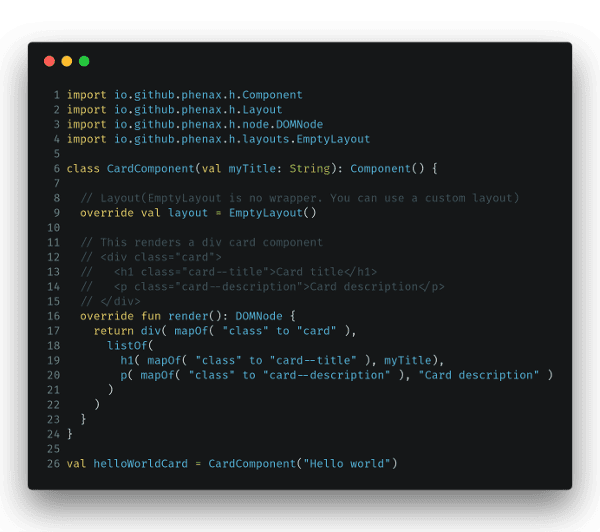 1 import io.github.phenax.h.Component
2 import io.github.phenax.h.Layout
3 import io.github.phenax.h.node.DOMNode
4 import io.github.phenax.h.layouts.EmptyLayout
5
6 class CardComponent(val myTitle: String): Component() {
7
8   // Layout(EmptyLayout is no wrapper. You can use a custom layout)
9   override val layout = EmptyLayout()
10
11   // This renders a div card component
12   // <div class="card">
13   //   <h1 class="card--title">Card title</h1>
14   //   <p class="card--description">Card description</p>
15   // </div>
16   override fun render(): DOMNode {
17     return div( mapOf( "class" to "card" ),
18       listOf(
19         h1( mapOf( "class" to "card--title" ), myTitle),
20         p( mapOf( "class" to "card--description" ), "Card description" )
21       )
22     )
23   }
24 }
25
26 val helloWorldCard = CardComponent("Hello world")